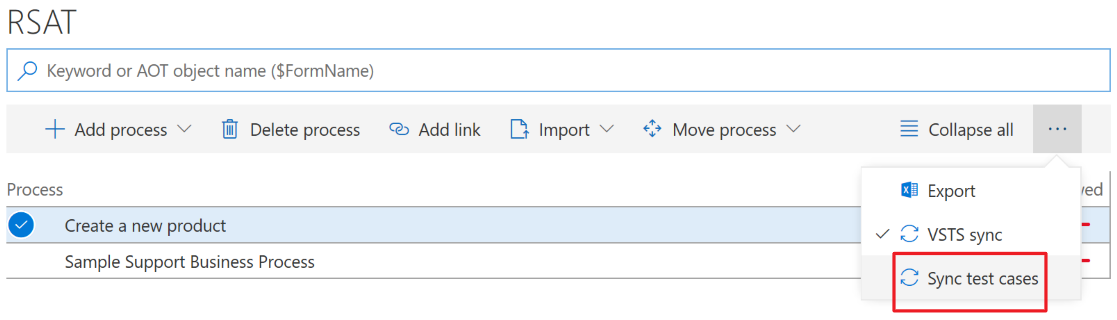 RSAT
Keyword or AOT object name ($FormName)
Add process Delete process Add link Import Move process Collapse all ...
Process
Export
Create a new product
VSTS sync
Sample Support Business Process
Sync test cases